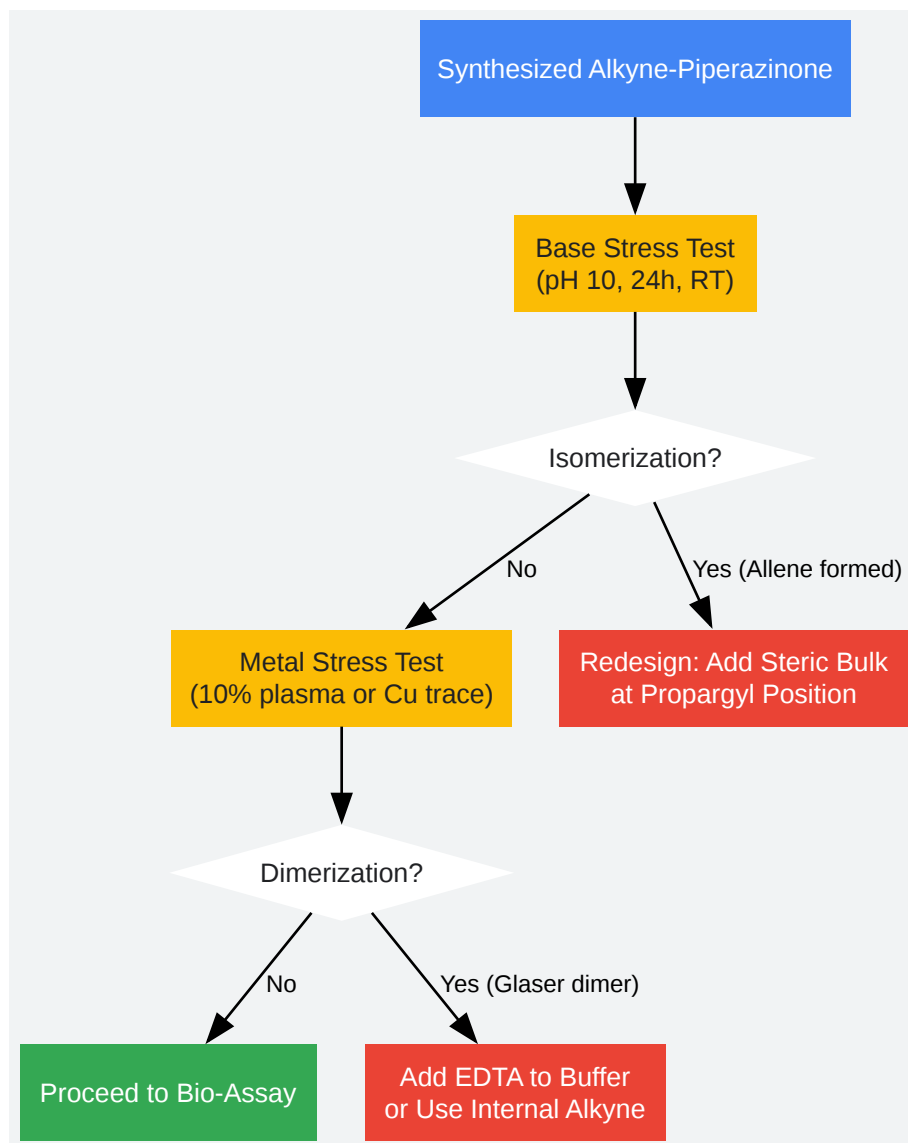 Synthesized Alkyne-Piperazinone
Base Stress Test
(pH 10, 24h, RT)
Isomerization?
No
Yes (Allene formed)
Metal Stress Test
(10% plasma or Cu trace)
Redesign: Add Steric Bulk
at Propargyl Position
Dimerization?
No
Yes (Glaser dimer)
Proceed to Bio-Assay
Add EDTA to Buffer
or Use Internal Alkyne